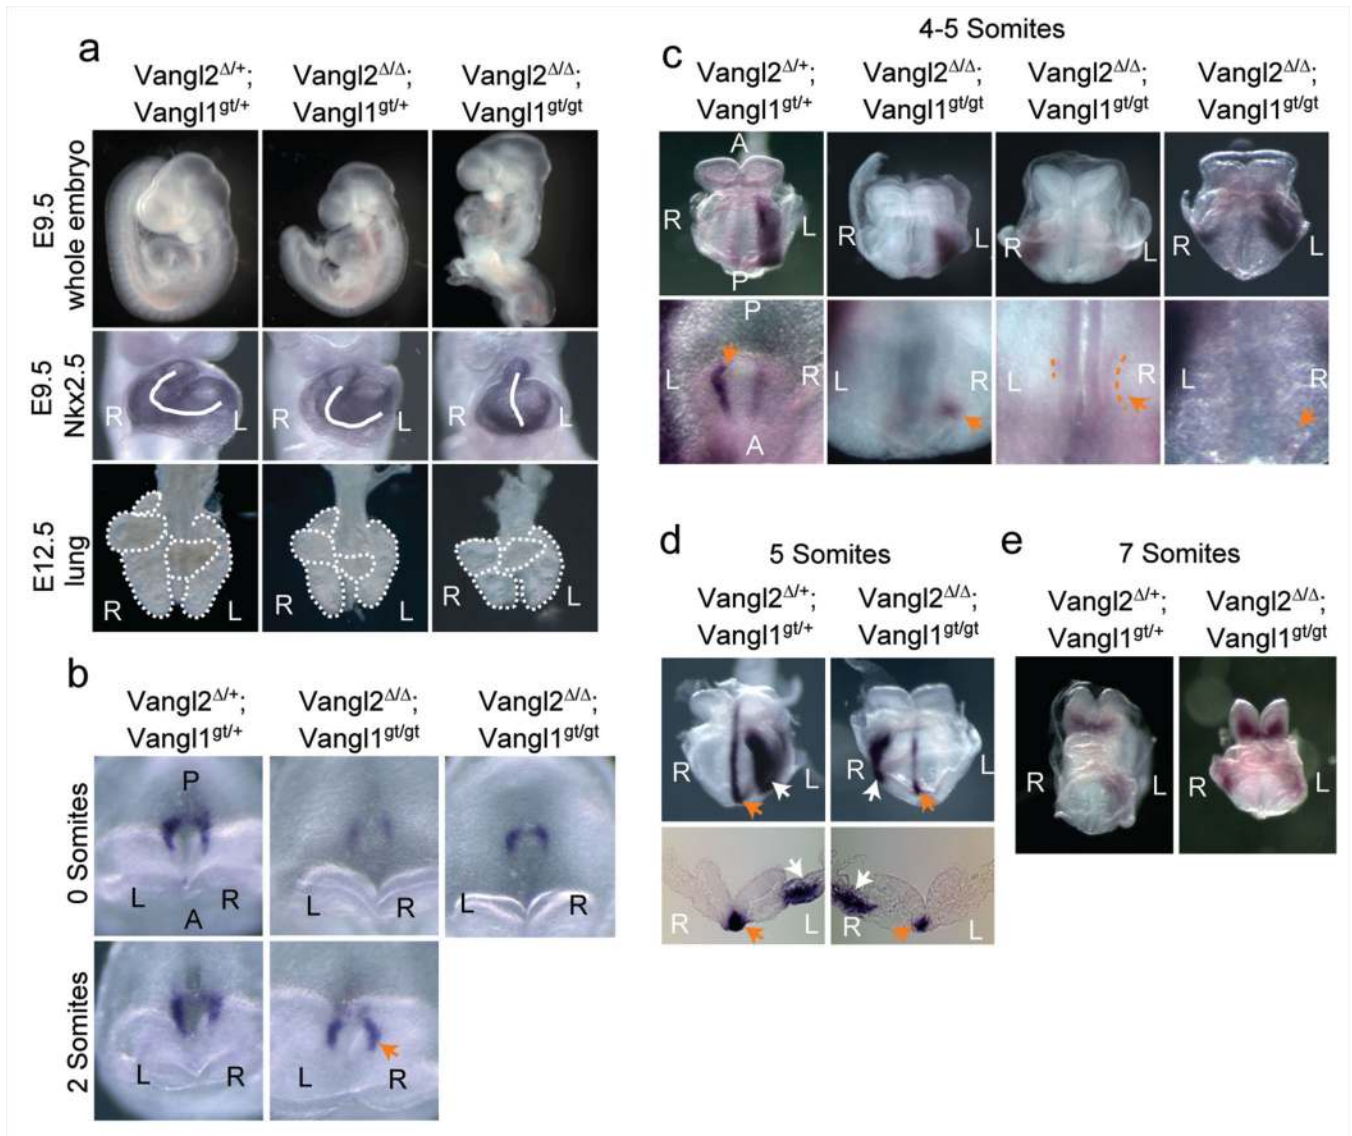 a
Vangl2Δ/+; Vangl2Δ/Δ; Vangl2Δ/Δ;
Vangl1gt/+ Vangl1gt/+ Vangl1gt/gt
E9.5
whole embryo
E9.5
Nkx2.5
R L R L R L
E12.5
lung
R L R L R L
b
Vangl2Δ/+; Vangl2Δ/Δ; Vangl2Δ/Δ;
Vangl1gt/+ Vangl1gt/gt Vangl1gt/gt
0 Somites
P
L R L R L R
A
2 Somites
L R L R
4-5 Somites
c
Vangl2Δ/+; Vangl2Δ/Δ; Vangl2Δ/Δ; Vangl2Δ/Δ;
Vangl1gt/+ Vangl1gt/gt Vangl1gt/gt Vangl1gt/gt
A
R L R L R L R L
P
P
L R L R L R L R
A
d
5 Somites
Vangl2Δ/+; Vangl2Δ/Δ;
Vangl1gt/+ Vangl1gt/gt
R L R L
R L R L
e
7 Somites
Vangl2Δ/+; Vangl2Δ/Δ;
Vangl1gt/+ Vangl1gt/gt
R L R L